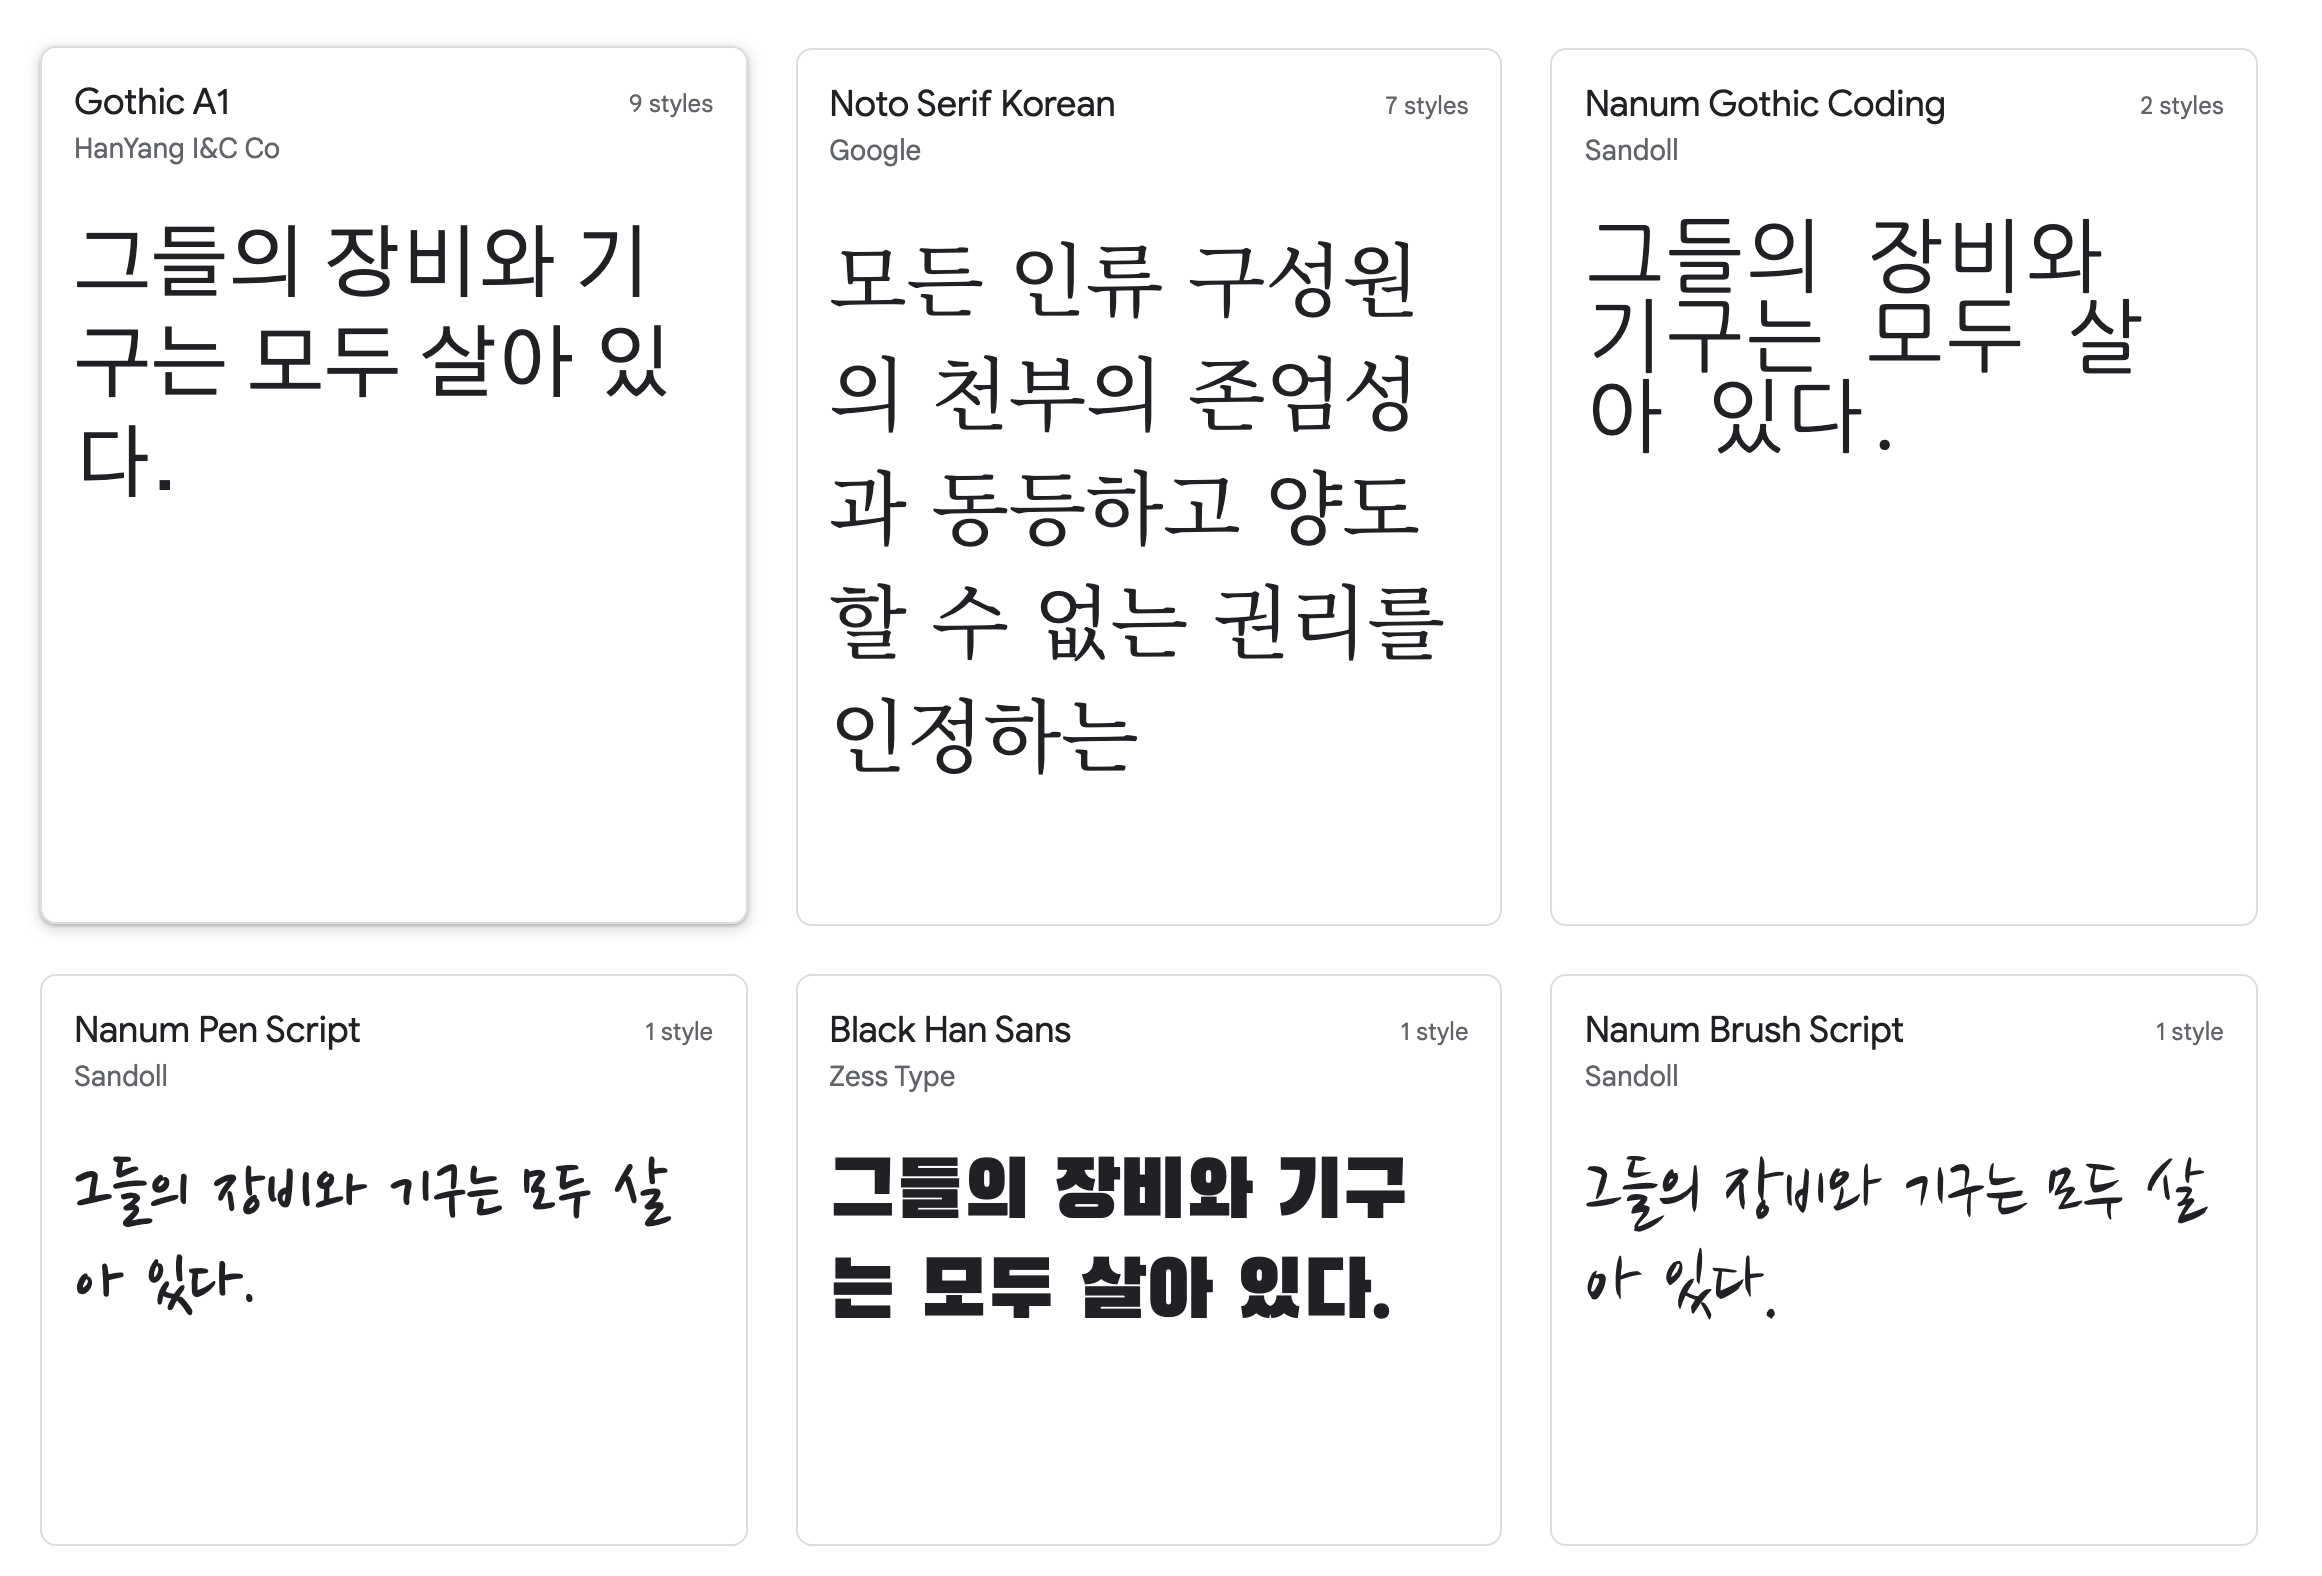 Gothic A1
9 styles
HanYang I&C Co
그들의 장비와 기
구는 모두 살아 있
다.
Noto Serif Korean
7 styles
Google
모든 인류 구성원
의 천부의 존엄성
과 동등하고 양도
할 수 없는 권리를
인정하는
Nanum Gothic Coding
2 styles
Sandoll
그들의 장비와
기구는 모두 살
아 있다.
Nanum Pen Script
1 style
Sandoll
그들의 장비와 기구는 모두 살
아 있다.
Black Han Sans
1 style
Zess Type
그들의 장비와 기구
는 모두 살아 있다.
Nanum Brush Script
1 style
Sandoll
그들의 장비와 기구는 모두 살
아 있다.